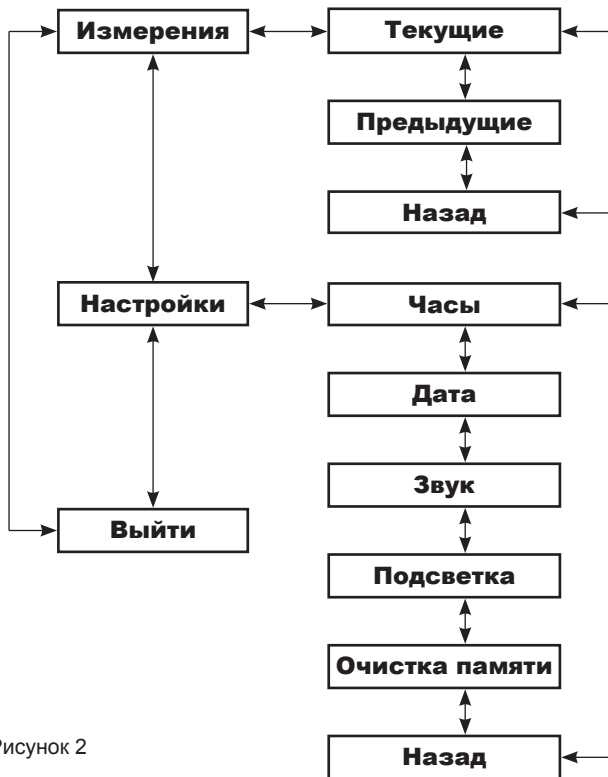 Измерения
Текущие
Предыдущие
Назад
Настройки
Часы
Дата
Звук
Выйти
Подсветка
Очистка памяти
Рисунок 2
Назад